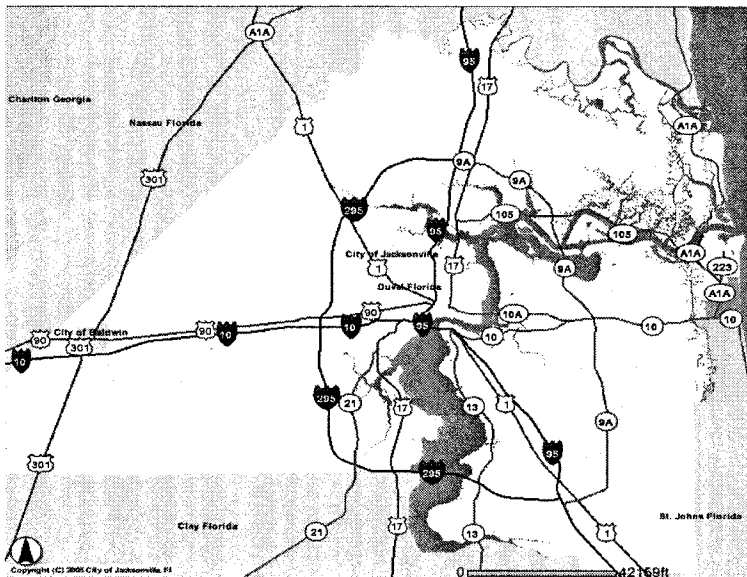 A1A
95
17
Charlton Georgia
Nassau Florida
1
A1A
301
9A
9A
295
105
95
105
City of Jacksonville
1
17
9A
A1A
223
Duval Florida
A1A
90
10A
90
City of Baldwin
90
10
95
10
10
10
301
10
10
295
21
17
13
1
9A
95
301
295
St. Johns Florida
Clay Florida
21
17
13
1
Copyright (C) 2005 City of Jacksonville, Fl
0
42159ft